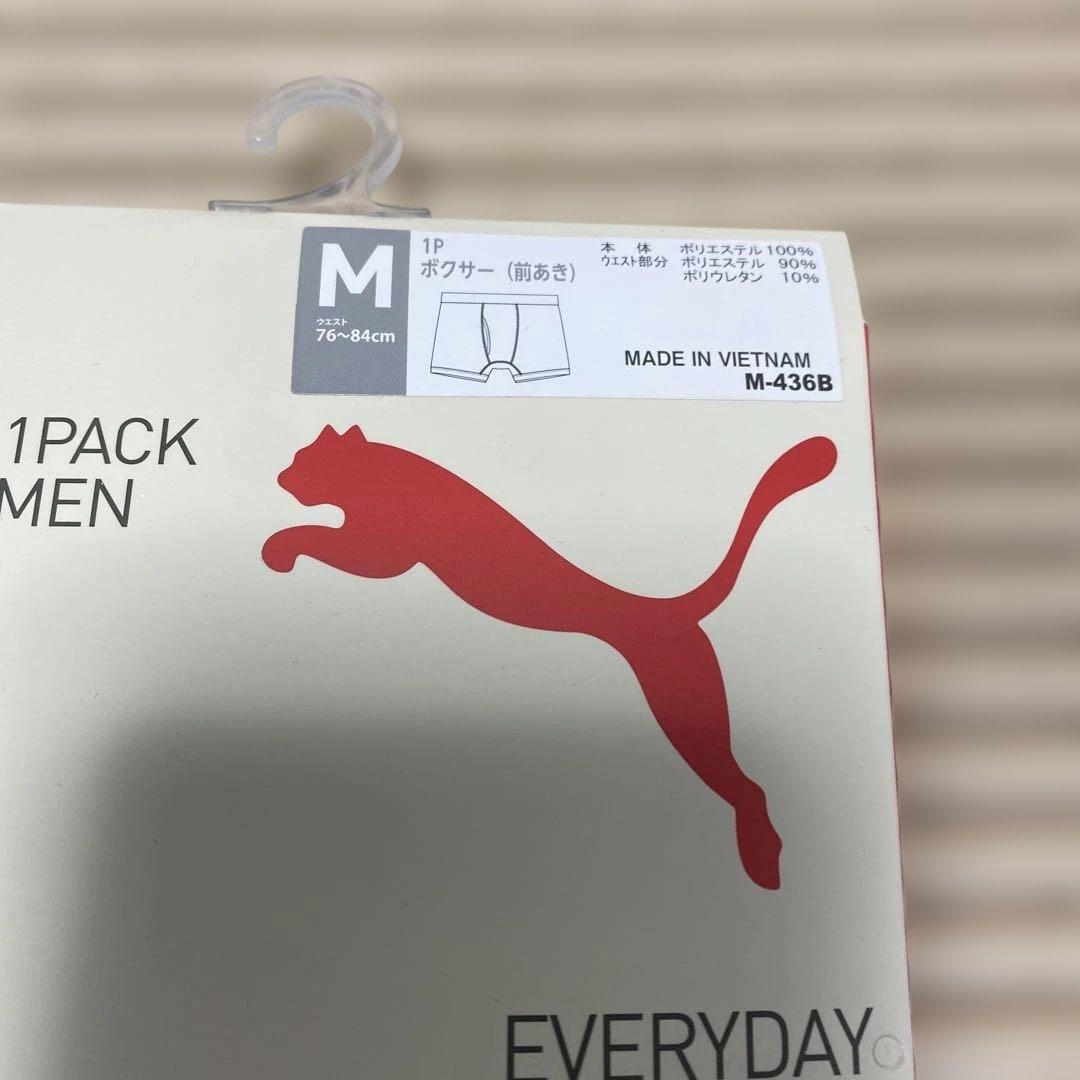 M
ウエスト
76～84cm
1P
ボクサー（前あき）
本 体 ポリエステル 100%
ウエスト部分 ポリエステル 90%
ポリウレタン 10%
MADE IN VIETNAM
M-436B
1PACK
MEN
EVERYDAY